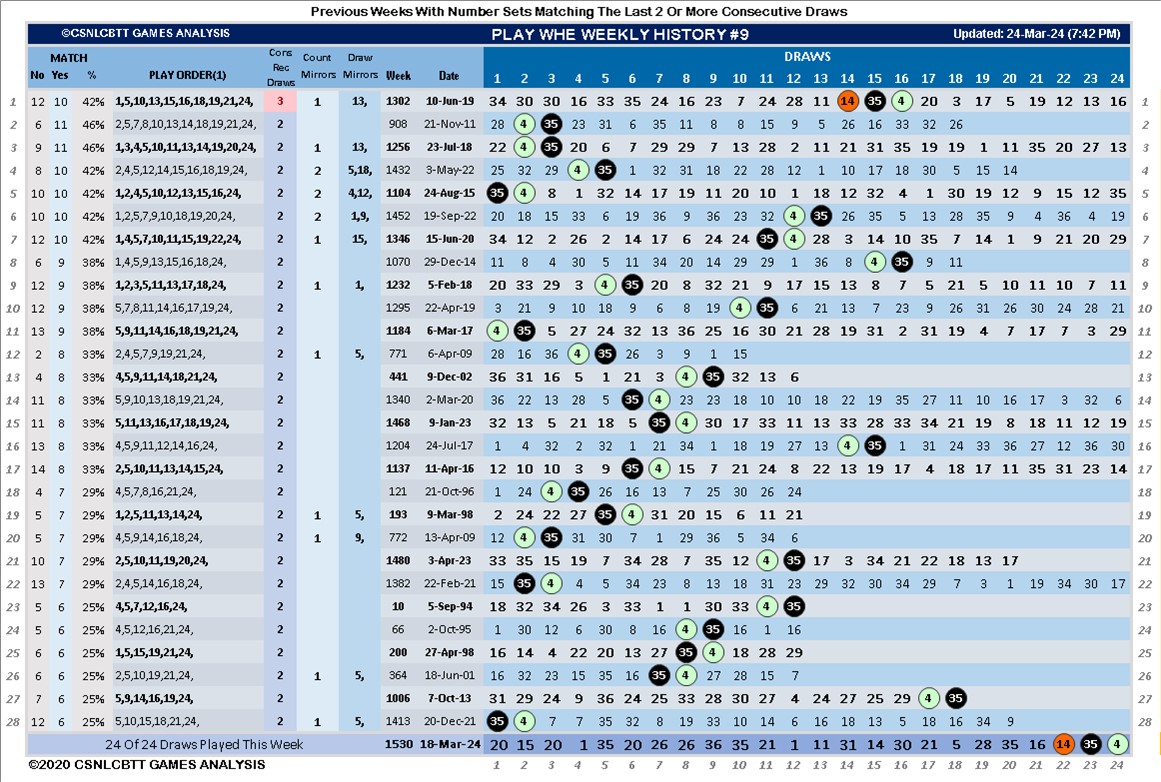 Previous Weeks With Number Sets Matching The Last 2 Or More Consecutive Draws
©CSNLCBTT GAMES ANALYSIS PLAY WHE WEEKLY HISTORY #9 Updated: 24-Mar-24 (7:42 PM)
MATCH Cons Rec Draws Count Mirrors Draw Mirrors DRAWS
No Yes % PLAY ORDER(1) Week Date 1 2 3 4 5 6 7 8 9 10 11 12 13 14 15 16 17 18 19 20 21 22 23 24
1 12 10 42% 1,5,10,13,15,16,18,19,21,24, 3 1 13, 1302 10-Jun-19 34 30 30 16 33 35 24 16 23 7 24 28 11 14 35 4 20 3 17 5 19 12 13 16 1
2 6 11 46% 2,5,7,8,10,13,14,18,19,21,24, 2 908 21-Nov-11 28 4 35 23 31 6 35 11 8 8 15 9 5 26 16 33 32 26 2
3 9 11 46% 1,3,4,5,10,11,13,14,19,20,24, 2 1 13, 1256 23-Jul-18 22 4 35 20 6 7 29 29 7 13 28 2 11 21 31 35 19 19 1 11 35 20 27 13 3
4 8 10 42% 2,4,5,12,14,15,16,18,19,24, 2 2 5,18, 1432 3-May-22 25 32 29 4 35 1 32 31 18 22 28 12 1 10 17 18 30 5 15 14 4
5 10 10 42% 1,2,4,5,10,12,13,15,16,24, 2 2 4,12, 1104 24-Aug-15 35 4 8 1 32 14 17 19 11 20 10 1 18 12 32 4 1 30 19 12 9 15 12 35 5
6 10 10 42% 1,2,5,7,9,10,18,19,20,24, 2 2 1,9, 1452 19-Sep-22 20 18 15 33 6 19 36 9 36 23 32 4 35 26 35 5 13 28 35 9 4 36 4 19 6
7 12 10 42% 1,4,5,7,10,11,15,19,22,24, 2 1 15, 1346 15-Jun-20 34 12 2 26 2 14 17 6 24 24 35 4 28 3 14 10 35 7 14 1 9 21 20 29 7
8 6 9 38% 1,4,5,9,13,15,16,18,24, 2 1070 29-Dec-14 11 8 4 30 5 11 34 20 14 29 29 1 36 8 4 35 9 11 8
9 12 9 38% 1,2,3,5,11,13,17,18,24, 2 1 1, 1232 5-Feb-18 20 33 29 3 4 35 20 8 32 21 9 17 15 13 8 7 5 21 5 10 11 10 7 11 9
10 12 9 38% 5,7,8,11,14,16,17,19,24, 2 1295 22-Apr-19 3 21 9 10 18 9 6 8 19 4 35 6 21 13 7 23 9 26 31 26 30 24 28 21 10
11 13 9 38% 5,9,11,14,16,18,19,21,24, 2 1184 6-Mar-17 4 35 5 27 24 32 13 36 25 16 30 21 28 19 31 2 31 19 4 7 17 7 3 29 11
12 2 8 33% 2,4,5,7,9,19,21,24, 2 1 5, 771 6-Apr-09 28 16 36 4 35 26 3 9 1 15 12
13 4 8 33% 4,5,9,11,14,18,21,24, 2 441 9-Dec-02 36 31 16 5 1 21 3 4 35 32 13 6 13
14 11 8 33% 5,9,10,13,18,19,21,24, 2 1340 2-Mar-20 36 22 13 28 5 35 4 23 23 18 10 10 18 19 35 27 11 10 16 17 3 32 6 14
15 11 8 33% 5,11,13,16,17,18,19,24, 2 1468 9-Jan-23 32 13 5 21 18 5 35 4 30 17 33 11 13 33 28 33 34 21 19 8 18 11 12 19 15
16 13 8 33% 4,5,9,11,12,14,16,24, 2 1204 24-Jul-17 1 4 32 2 32 1 21 34 1 18 19 27 13 4 35 1 31 24 33 36 27 12 36 30 16
17 14 8 33% 2,5,10,11,13,14,15,24, 2 1137 11-Apr-16 12 10 10 3 9 35 4 15 7 21 24 8 22 13 19 17 4 18 17 11 35 31 23 14 17
18 4 7 29% 4,5,7,8,16,21,24, 2 121 21-Oct-96 1 24 4 35 26 16 13 7 25 30 26 24 18
19 5 7 29% 1,2,5,11,13,14,24, 2 1 5, 193 9-Mar-98 2 24 22 27 35 4 31 20 15 6 11 21 19
20 5 7 29% 4,5,9,14,16,18,24, 2 1 9, 772 13-Apr-09 12 4 35 31 30 7 1 29 36 5 34 6 20
21 10 7 29% 2,5,10,11,19,20,24, 2 1480 3-Apr-23 33 35 15 19 7 34 28 7 35 12 4 35 17 3 34 21 22 18 13 17 21
22 13 7 29% 2,4,5,14,16,18,24, 2 1382 22-Feb-21 22 35 4 5 34 23 8 13 18 31 23 29 32 34 29 7 1 19 34 30 17 22
23 5 6 25% 4,5,7,12,16,24, 2 10 5-Sep-94 18 32 34 26 3 33 1 1 30 33 4 35 23
24 5 6 25% 4,5,12,16,21,24, 2 66 2-Oct-95 1 30 12 6 30 8 16 4 35 16 1 16 24
25 6 6 25% 1,5,15,19,21,24, 2 200 27-Apr-98 16 14 4 22 20 13 27 35 4 18 28 29 25
26 6 6 25% 2,5,10,19,21,24, 2 1 5, 364 18-Jun-01 16 32 23 15 35 16 35 4 28 15 12 7 26
27 7 6 25% 5,9,14,16,19,24, 2 1006 7-Oct-13 31 29 24 9 36 24 25 33 28 30 27 4 24 27 25 29 4 35 27
28 12 6 25% 5,10,15,18,21,24, 2 1 5, 1413 20-Dec-21 35 4 7 7 35 32 8 19 33 10 14 6 16 18 13 5 18 16 34 9 28
24 Of 24 Draws Played This Week 1530 18-Mar-24 20 15 20 1 35 20 26 26 36 35 21 1 11 31 14 30 21 5 28 35 16 14 35 4
©2020 CSNLCBTT GAMES ANALYSIS 1 2 3 4 5 6 7 8 9 10 11 12 13 14 15 16 17 18 19 20 21 22 23 24